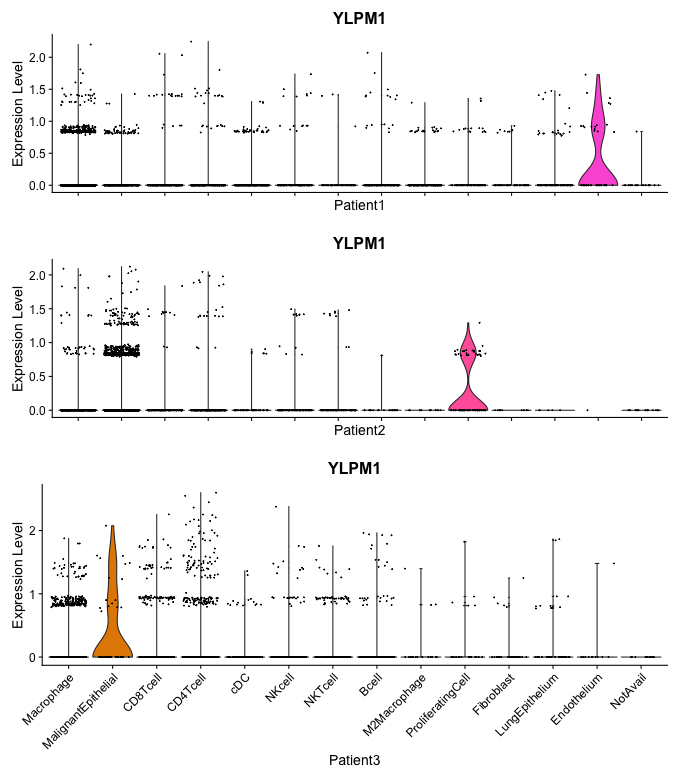 YLPM1
Expression Level
2.0
1.5
1.0
0.5
0.0
Patient1
YLPM1
Expression Level
2.0
1.5
1.0
0.5
0.0
Patient2
YLPM1
Expression Level
2
1
0
Macrophage
MalignantEpithelial
CD8Tcell
CD4Tcell
cDC
NKcell
NKTcell
Bcell
M2Macrophage
ProliferatingCell
Fibroblast
LungEpithelium
Endothelium
NotAvail
Patient3